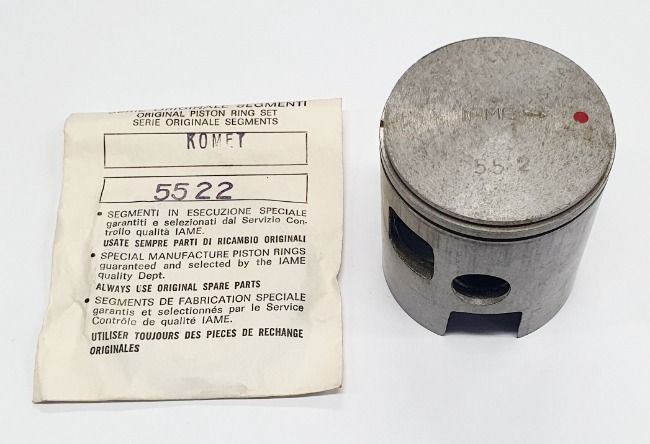 SERIE ORIGINALE SEGMENTI
ORIGINAL PISTON RING SET
SERIE ORIGINALE SEGMENTS
KOMET
5522
• SEGMENTI IN ESECUZIONE SPECIALE
garantiti e selezionati dal Servizio Con-
trollo qualità IAME.
USATE SEMPRE PARTI DI RICAMBIO ORIGINALI
• SPECIAL MANUFACTURE PISTON RINGS
guaranteed and selected by the IAME
quality Dept.
ALWAYS USE ORIGINAL SPARE PARTS
• SEGMENTS DE FABRICATION SPECIALE
garantis et selectionnés par le Service
Contrôle de qualité IAME.
UTILISER TOUJOURS DES PIECES DE RECHANGE
ORIGINALES
55 2